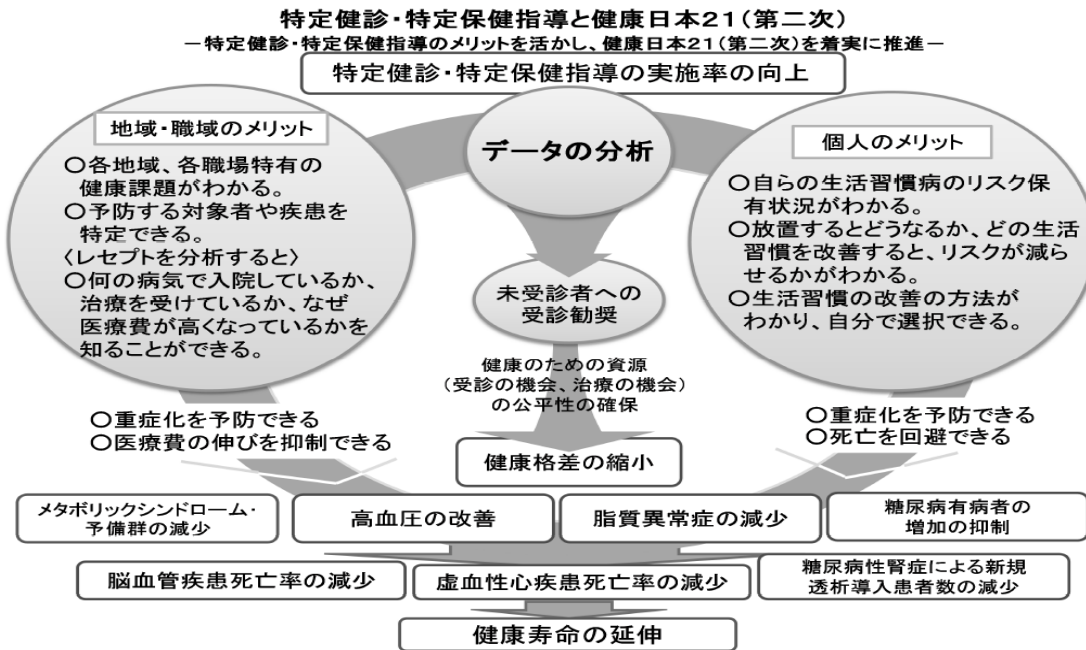 特定健診・特定保健指導と健康日本21(第二次)
－特定健診・特定保健指導のメリットを活かし、健康日本21(第二次)を着実に推進－
特定健診・特定保健指導の実施率の向上
地域・職域のメリット
○各地域、各職場特有の
健康課題がわかる。
○予防する対象者や疾患を
特定できる。
〈レセプトを分析すると〉
○何の病気で入院しているか、
治療を受けているか、なぜ
医療費が高くなっているかを
知ることができる。
データの分析
未受診者への
受診勧奨
健康のための資源
(受診の機会、治療の機会)
の公平性の確保
健康格差の縮小
個人のメリット
○自らの生活習慣病のリスク保
有状況がわかる。
○放置するとどうなるか、どの生活
習慣を改善すると、リスクが減ら
せるかがわかる。
○生活習慣の改善の方法が
わかり、自分で選択できる。
○重症化を予防できる
○医療費の伸びを抑制できる
○重症化を予防できる
○死亡を回避できる
メタボリックシンドローム・
予備群の減少
高血圧の改善
脂質異常症の減少
糖尿病有病者の
増加の抑制
脳血管疾患死亡率の減少
虚血性心疾患死亡率の減少
糖尿病性腎症による新規
透析導入患者数の減少
健康寿命の延伸